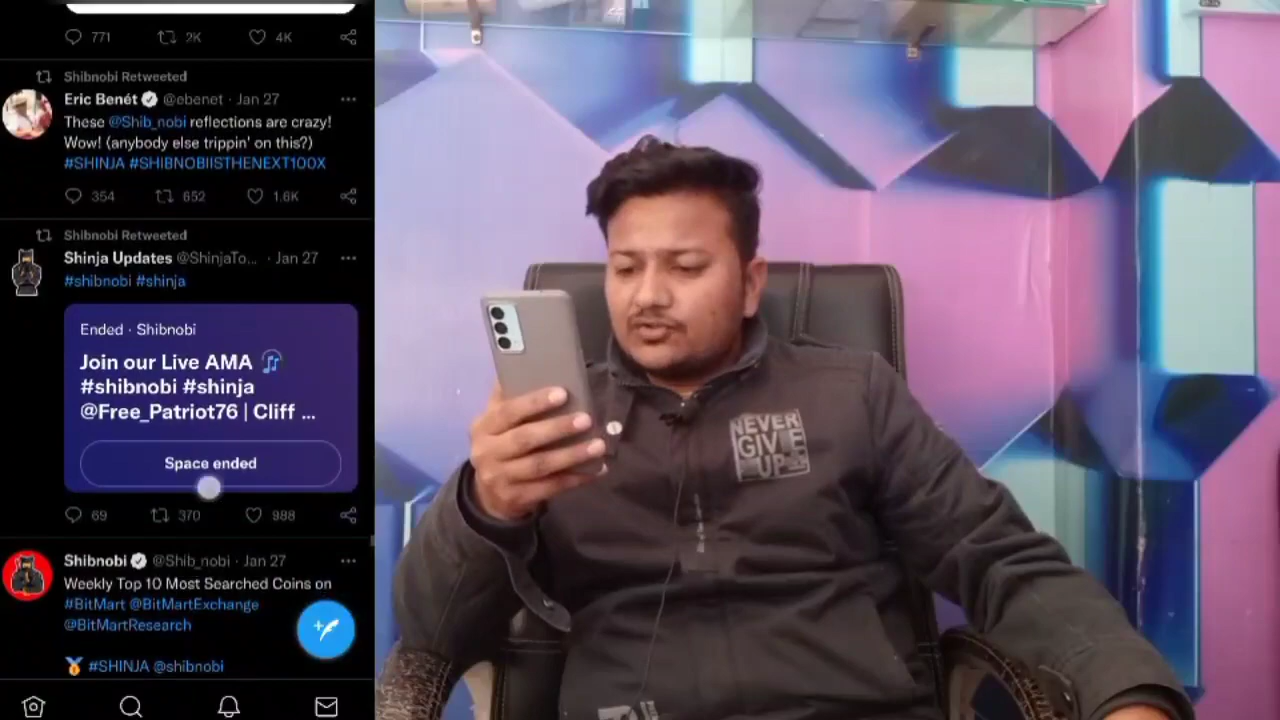 771 2K 4K
Shibnobi Retweeted
Eric Benét @ebenet · Jan 27
These @Shib_nobi reflections are crazy!
Wow! (anybody else trippin' on this?)
#SHINJA #SHIBNOBIISTHENEXT100X
354 652 1.6K
Shibnobi Retweeted
Shinja Updates @ShinjaTo... · Jan 27
#shibnobi #shinja
Ended · Shibnobi
Join our Live AMA
#shibnobi #shinja
@Free_Patriot76 | Cliff ...
Space ended
69 370 988
Shibnobi @Shib_nobi · Jan 27
Weekly Top 10 Most Searched Coins on
#BitMart @BitMartExchange
@BitMartResearch
#SHINJA @shibnobi
NEVER
GIVE
UP